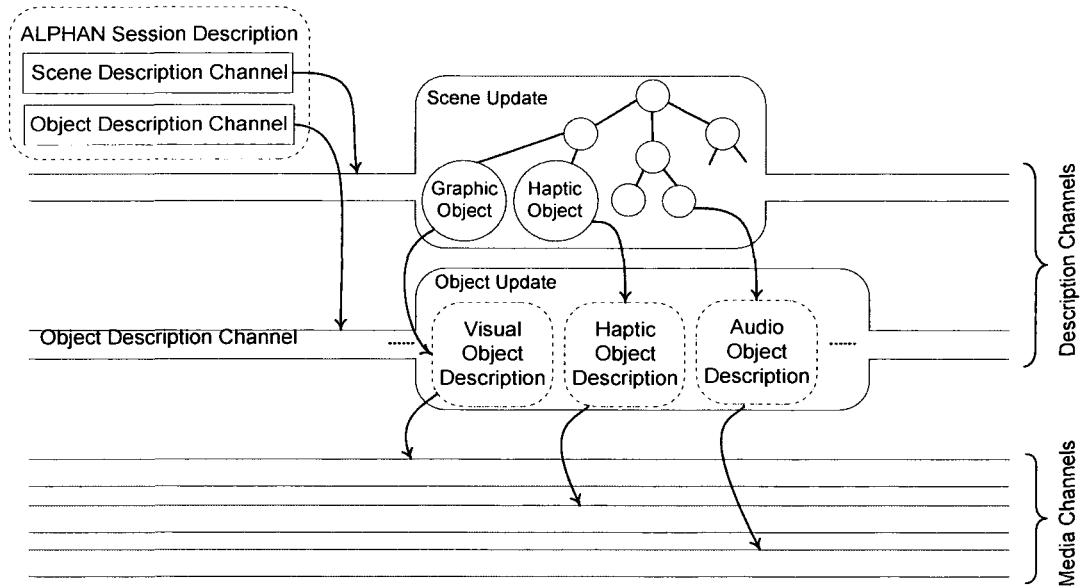 ALPHAN Session Description
Scene Description Channel
Object Description Channel
Scene Update
Graphic
Object
Haptic
Object
Object Update
Object Description Channel
......
Visual
Object
Description
Haptic
Object
Description
Audio
Object
Description
......
Description Channels
Media Channels